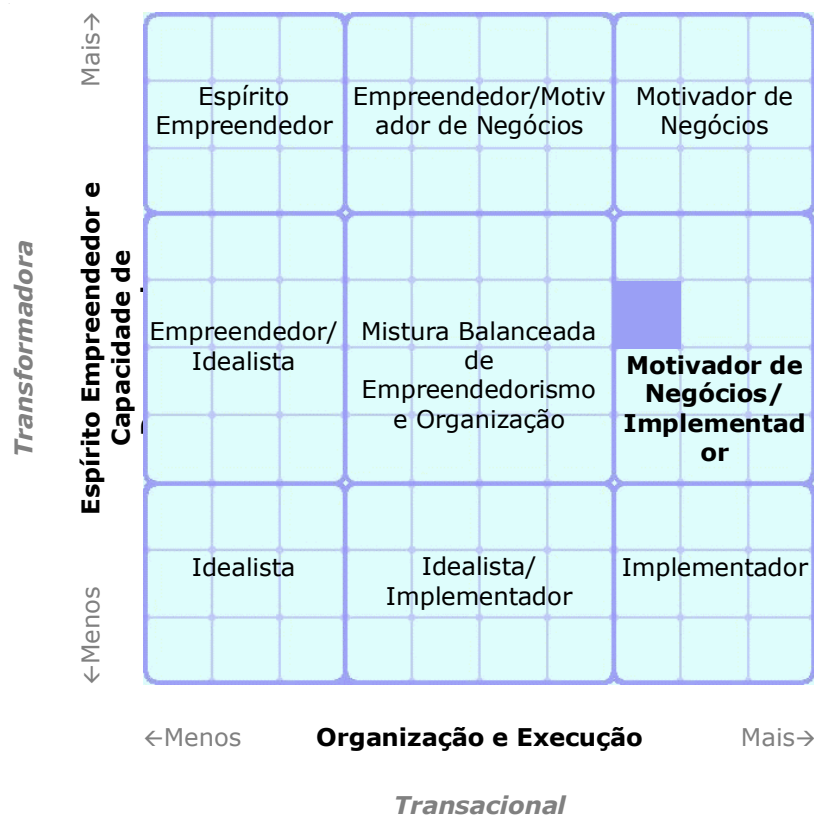 Mais→
Espírito
Empreendedor
Empreendedor/Motiv
ador de Negócios
Motivador de
Negócios
Transformadora
Espírito Empreendedor e
Capacidade de
Empreendedor/
Idealista
Mistura Balanceada
de
Empreendedorismo
e Organização
Motivador de
Negócios/
Implementad
or
Idealista
Idealista/
Implementador
Implementador
←Menos
←Menos
Organização e Execução
Mais→
Transacional